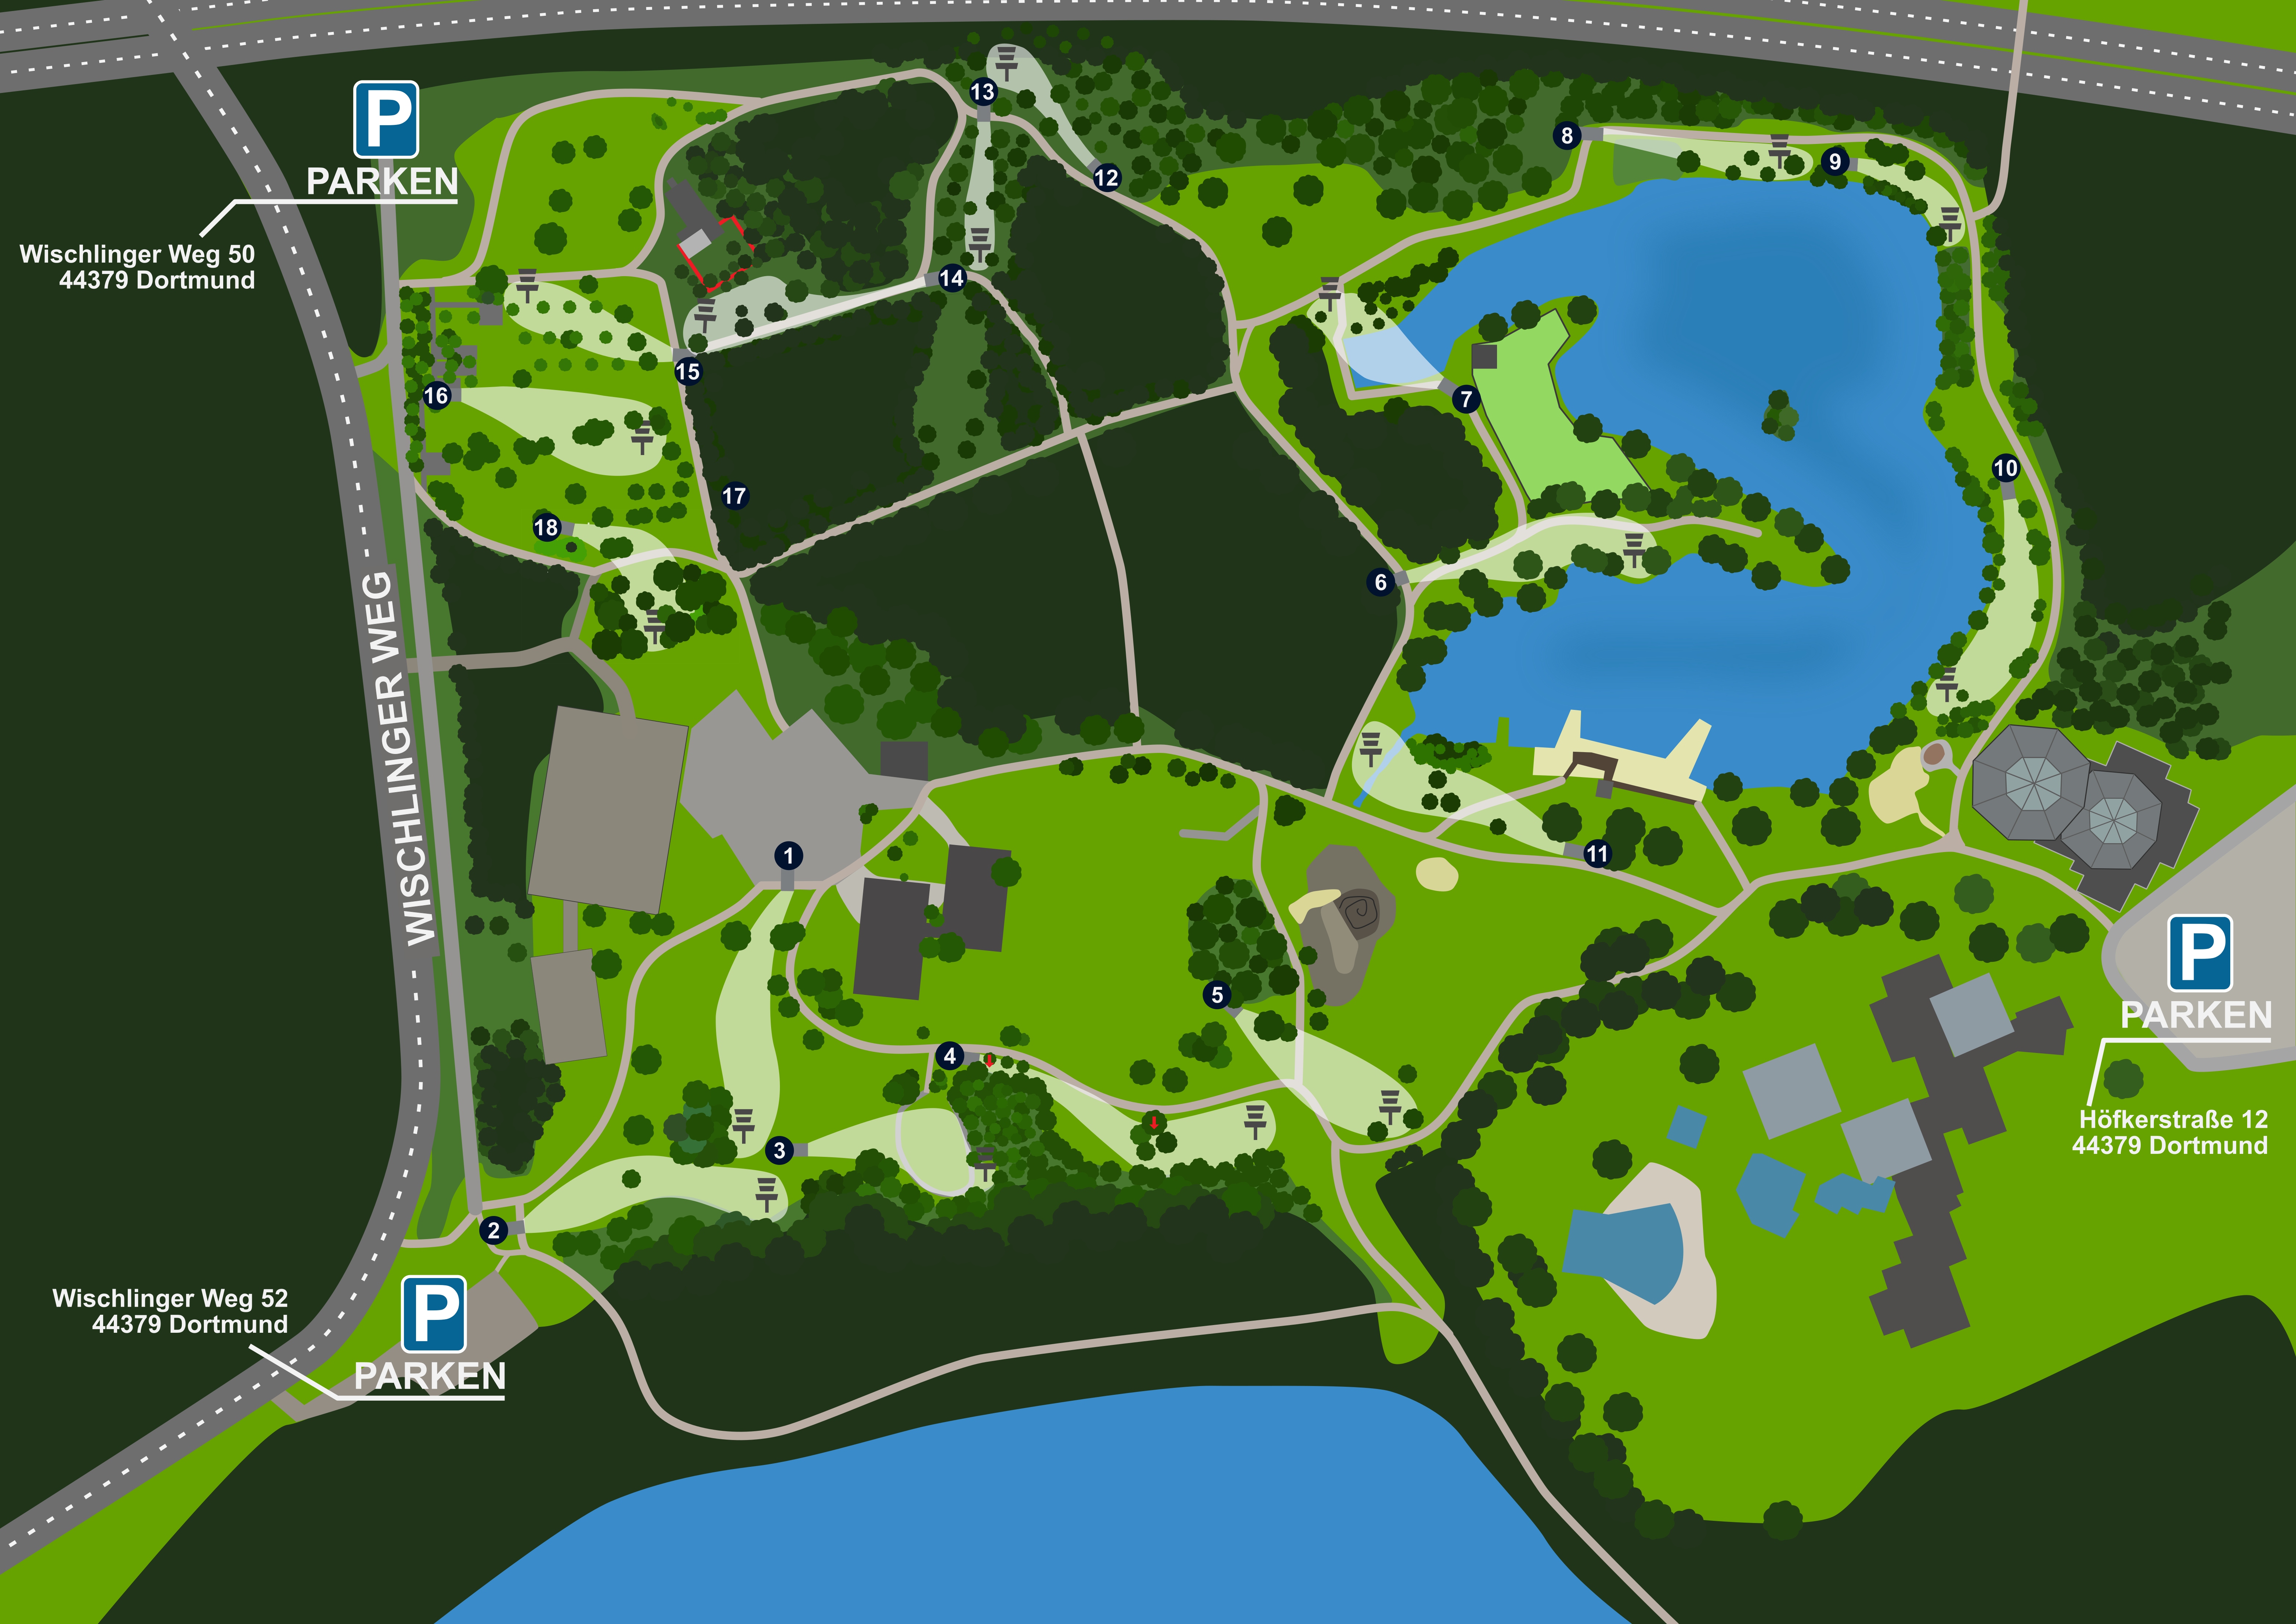 P
PARKEN
Wischlinger Weg 50
44379 Dortmund
13
12
8
9
14
15
16
7
10
17
18
6
WISCHLINGER WEG
1
11
5
4
3
2
P
PARKEN
Höfkerstraße 12
44379 Dortmund
Wischlinger Weg 52
44379 Dortmund
P
PARKEN